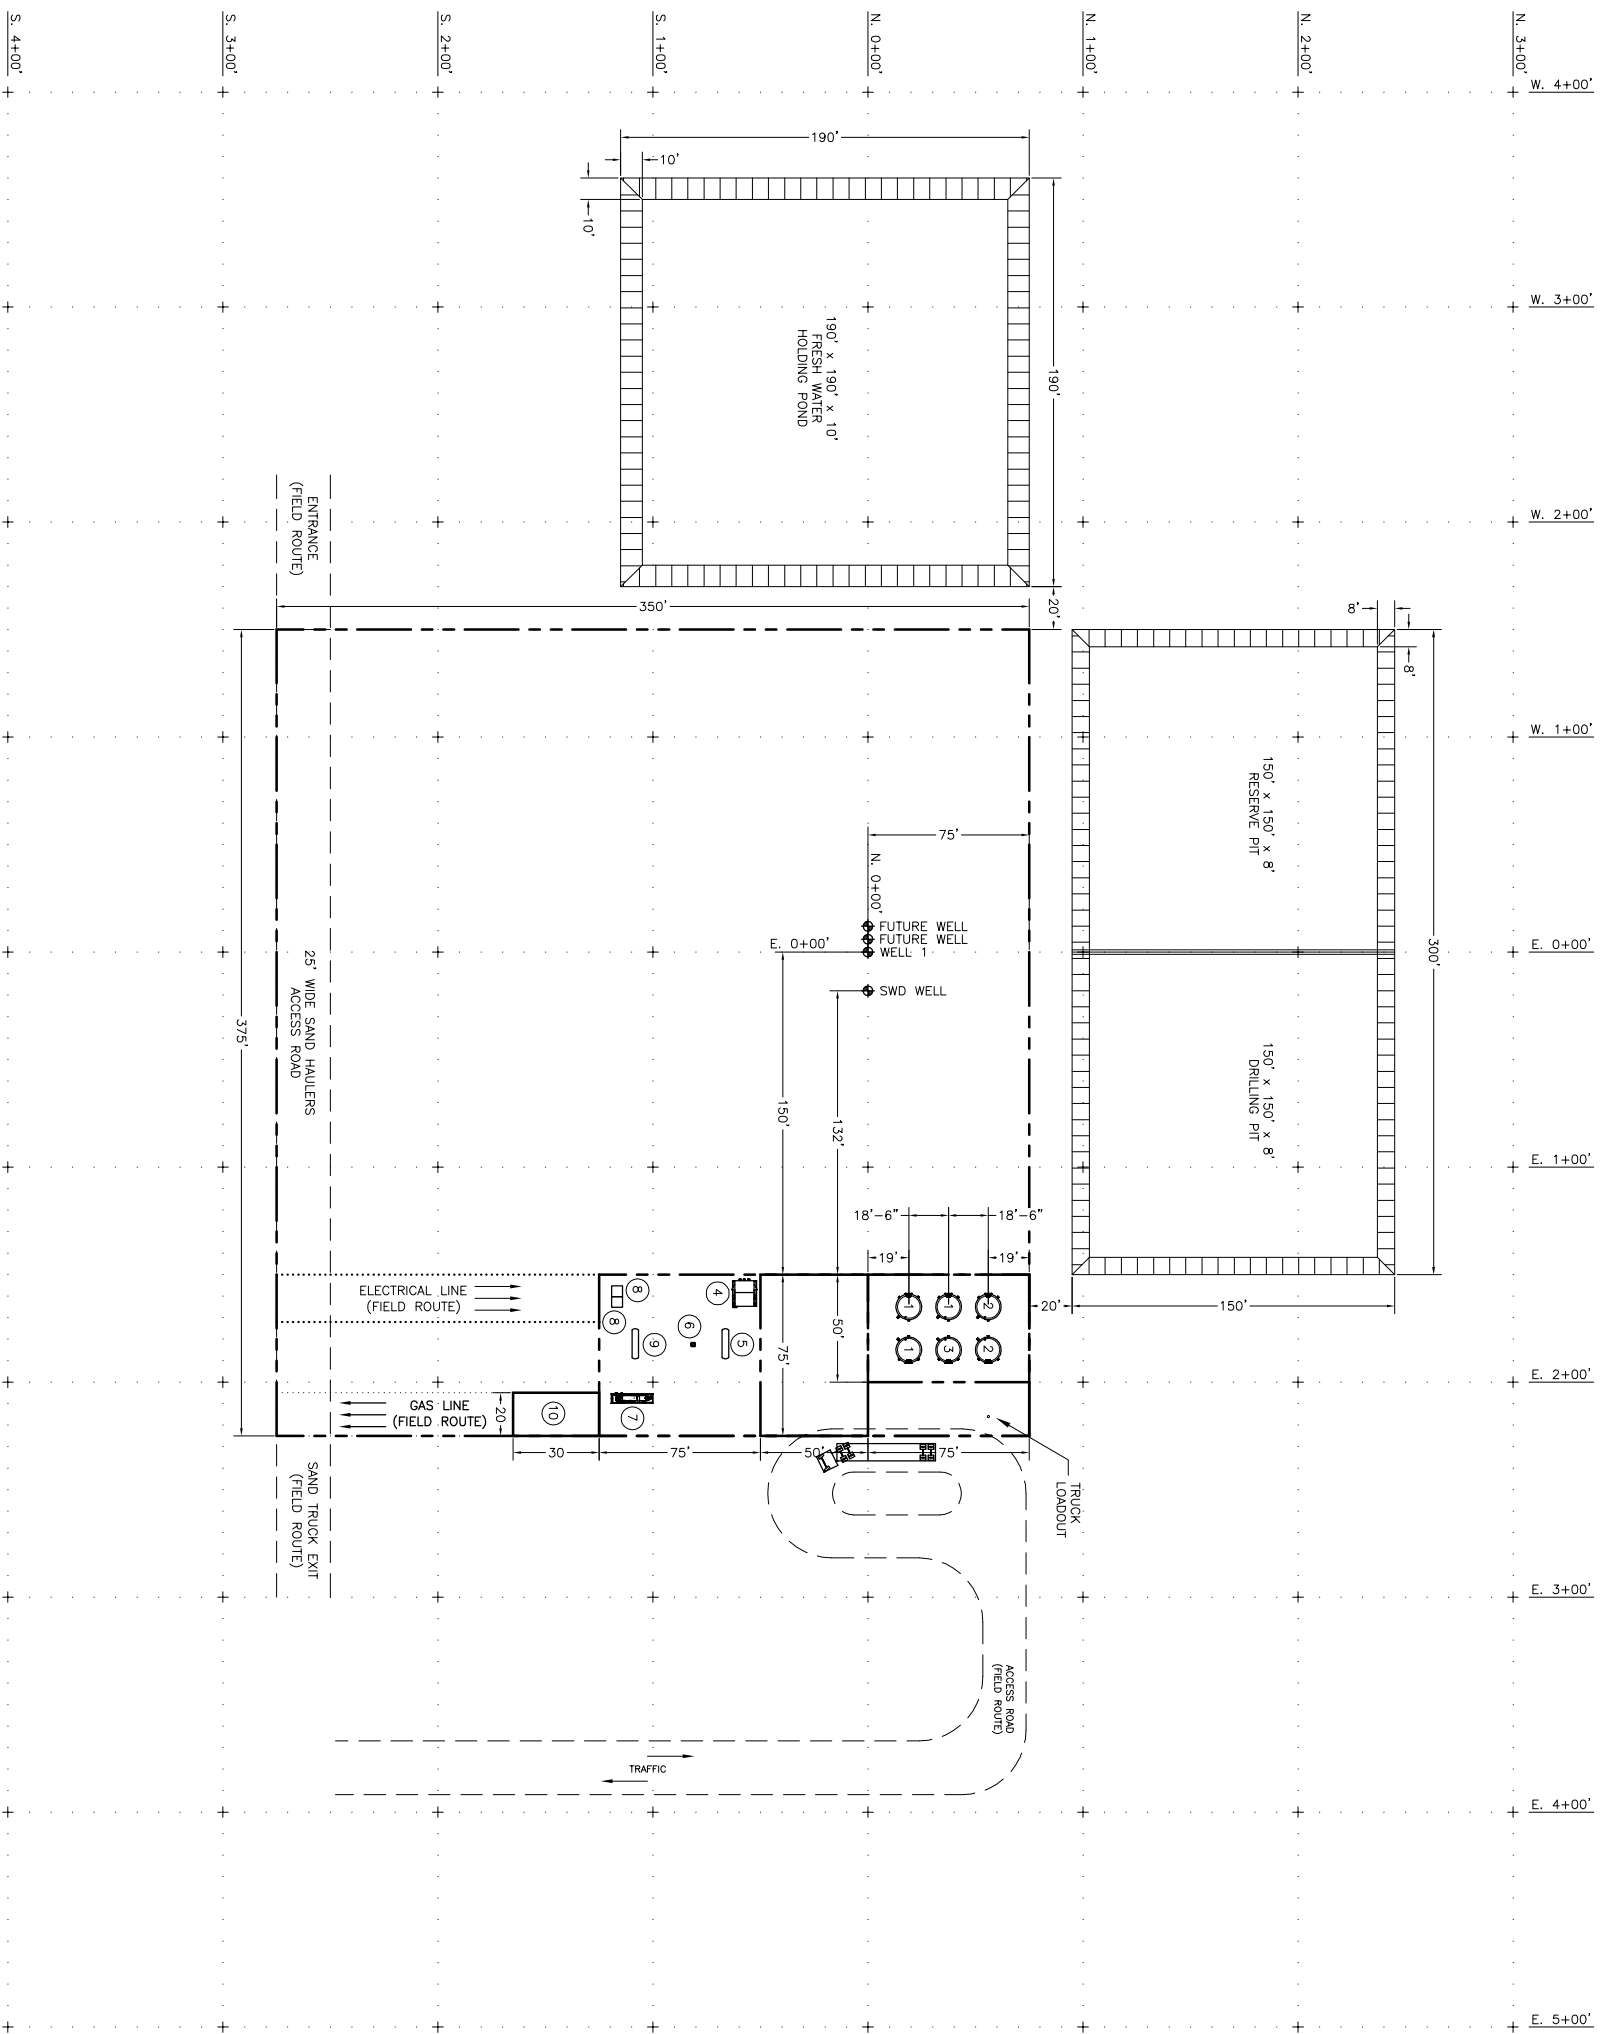 S. 4+00'
S. 3+00'
S. 2+00'
S. 1+00'
N. 0+00'
N. 1+00'
N. 2+00'
N. 3+00'
W. 4+00'
W. 3+00'
W. 2+00'
W. 1+00'
E. 0+00'
E. 1+00'
E. 2+00'
E. 3+00'
E. 4+00'
E. 5+00'
190'
10'
10'
190'
190' x 190' x 10'
FRESH WATER
HOLDING POND
ENTRANCE
(FIELD ROUTE)
350'
20'
8'
8'
150' x 150' x 8'
RESERVE PIT
300'
150' x 150' x 8'
DRILLING PIT
75'
N. 0+00'
FUTURE WELL
FUTURE WELL
E. 0+00'
WELL 1
SWD WELL
25' WIDE SAND HAULERS
ACCESS ROAD
375'
150'
132'
18'-6"
18'-6"
19'
19'
20'
150'
ELECTRICAL LINE
(FIELD ROUTE)
8
8
4
6
9
5
1
1
2
1
3
2
50'
75'
GAS LINE
(FIELD ROUTE)
20
10
7
30
75'
50'
75'
TRUCK
LOADOUT
SAND TRUCK EXIT
(FIELD ROUTE)
ACCESS ROAD
(FIELD ROUTE)
TRAFFIC